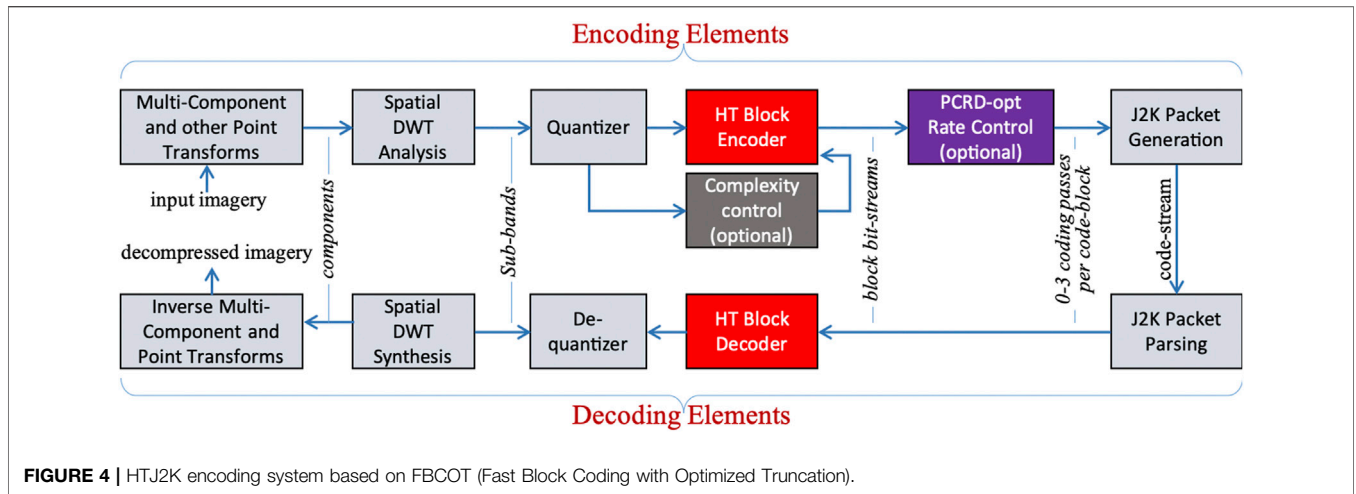 Encoding Elements
Multi-Component
and other Point
Transforms
Spatial
DWT
Analysis
Quantizer
HT Block
Encoder
PCRD-opt
Rate Control
(optional)
J2K Packet
Generation
Complexity
control
(optional)
input imagery
components
Sub-bands
block bit-streams
0-3 coding passes
per code-block
code-stream
decompressed imagery
Inverse Multi-
Component and
Point Transforms
Spatial
DWT
Synthesis
De-
quantizer
HT Block
Decoder
J2K Packet
Parsing
Decoding Elements
FIGURE 4 | HTJ2K encoding system based on FBCOT (Fast Block Coding with Optimized Truncation).